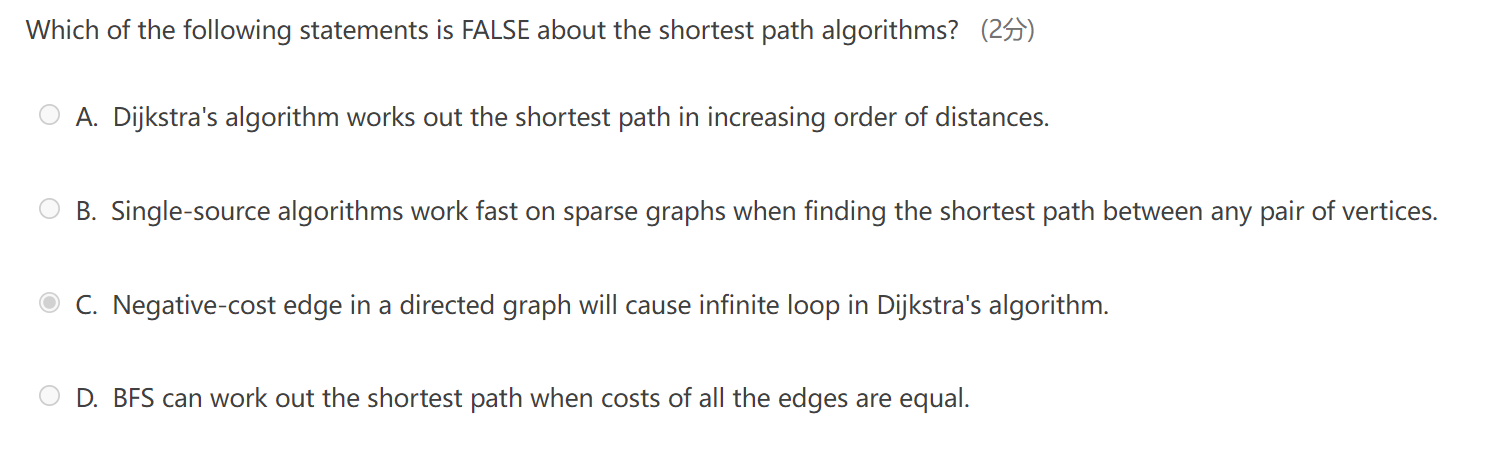 Which of the following statements is FALSE about the shortest path algorithms? (2分)
A. Dijkstra's algorithm works out the shortest path in increasing order of distances.
B. Single-source algorithms work fast on sparse graphs when finding the shortest path between any pair of vertices.
C. Negative-cost edge in a directed graph will cause infinite loop in Dijkstra's algorithm.
D. BFS can work out the shortest path when costs of all the edges are equal.